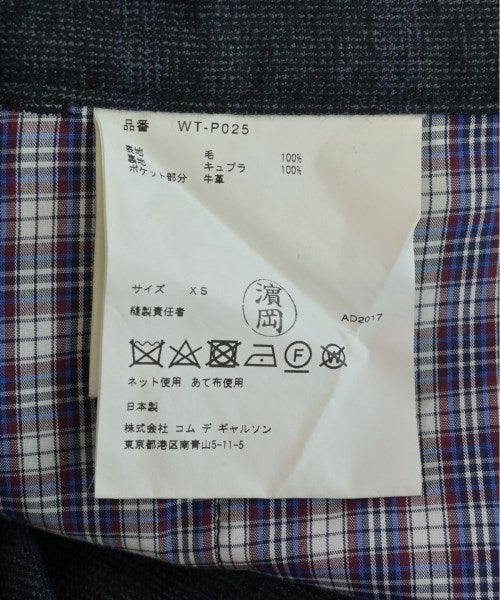 品番 WT-P025
表地 毛 100%
裏地 キュプラ 100%
ポケット部分 牛革
サイズ XS
縫製責任者 濱岡
AD2017
F W
ネット使用 あて布使用
日本製
株式会社 コム デ ギャルソン
東京都港区南青山5-11-5